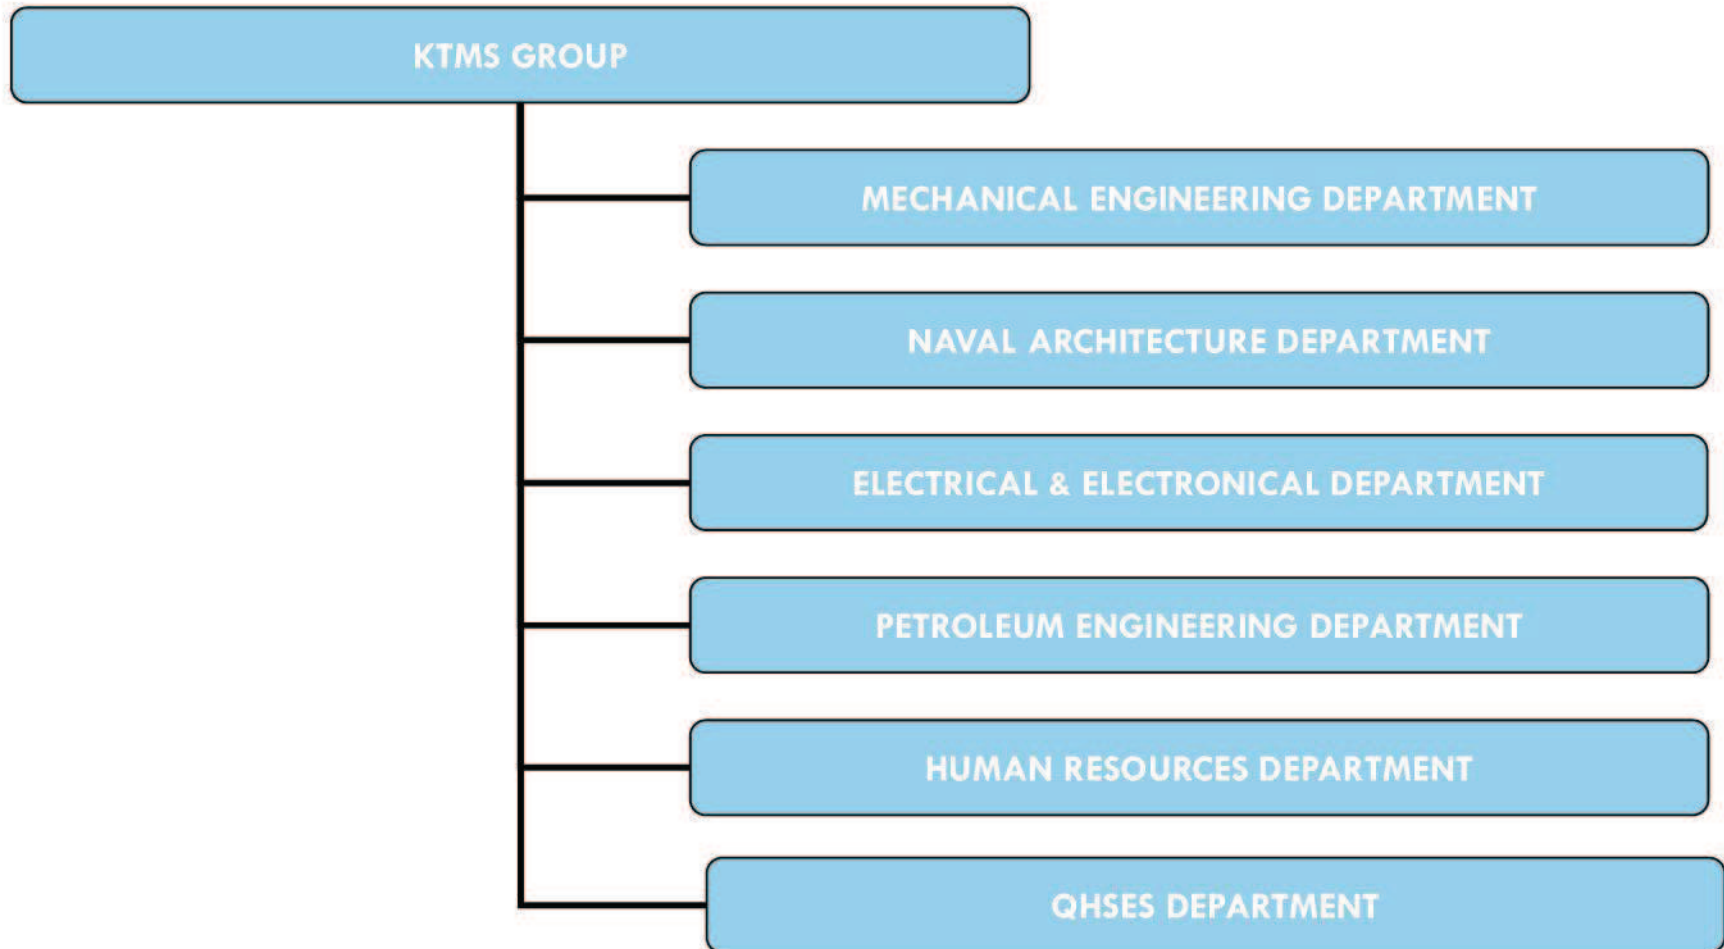 KTMS GROUP
MECHANICAL ENGINEERING DEPARTMENT
NAVAL ARCHITECTURE DEPARTMENT
ELECTRICAL & ELECTRONICAL DEPARTMENT
PETROLEUM ENGINEERING DEPARTMENT
HUMAN RESOURCES DEPARTMENT
QHSES DEPARTMENT